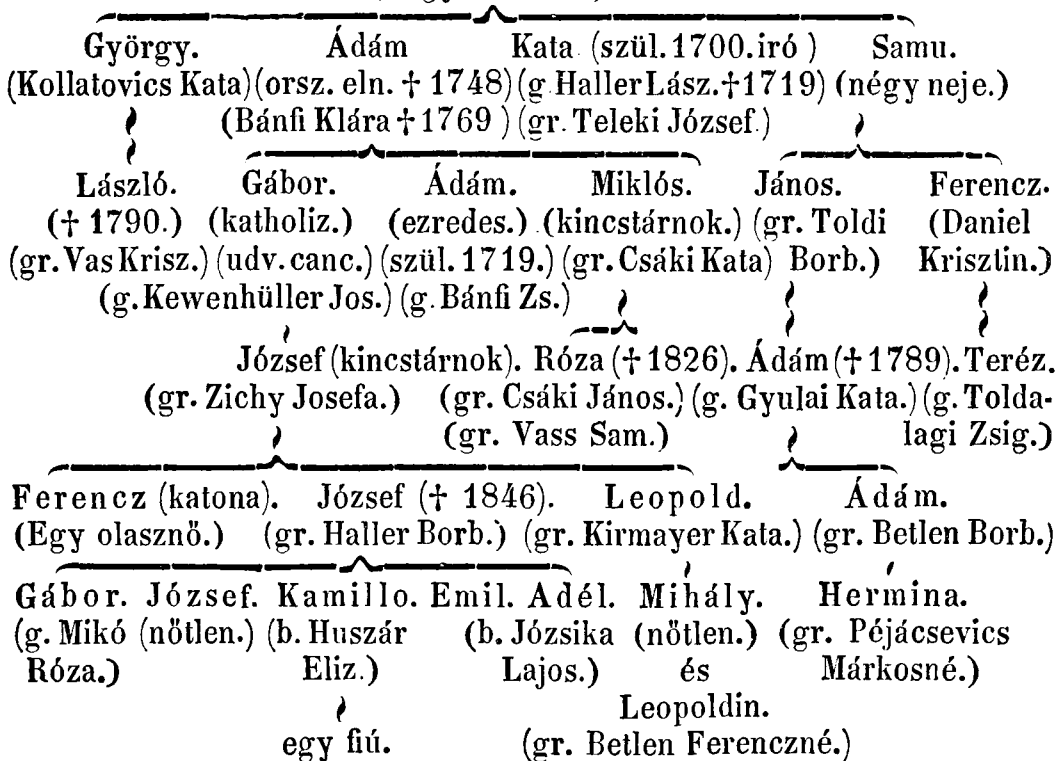 György. Ádám Kata (szül. 1700. iró) Samu.
(Kollatovics Kata) (orsz. eln. † 1748) (g Haller Lász. †1719) (négy neje.)
(Bánfi Klára † 1769) (gr. Teleki József.)
László. Gábor. Ádám. Miklós. János. Ferencz.
(† 1790.) (katholiz.) (ezredes.) (kincstárnok.) (gr. Toldi (Daniel
(gr. Vas Krisz.) (udv. canc.) (szül. 1719.) (gr. Csáki Kata) Borb.) Krisztin.)
(g. Kewenhüller Jos.) (g. Bánfi Zs.)
József (kincstárnok). Róza († 1826). Ádám († 1789). Teréz.
(gr. Zichy Josefa.) (gr. Csáki János.) (g. Gyulai Kata.) (g. Tolda-
(gr. Vass Sam.) lagi Zsig.)
Ferencz (katona). József († 1846). Leopold. Ádám.
(Egy olasznő.) (gr. Haller Borb.) (gr. Kirmayer Kata.) (gr. Betlen Borb.)
Gábor. József. Kamillo. Emil. Adél. Mihály. Hermina.
(g. Mikó (nőtlen.) (b. Huszár (b. Józsika (nőtlen.) (gr. Péjácsevics
Róza.) Eliz.) Lajos.) és Márkosné.)
Leopoldin.
egy fiú. (gr. Betlen Ferenczné.)